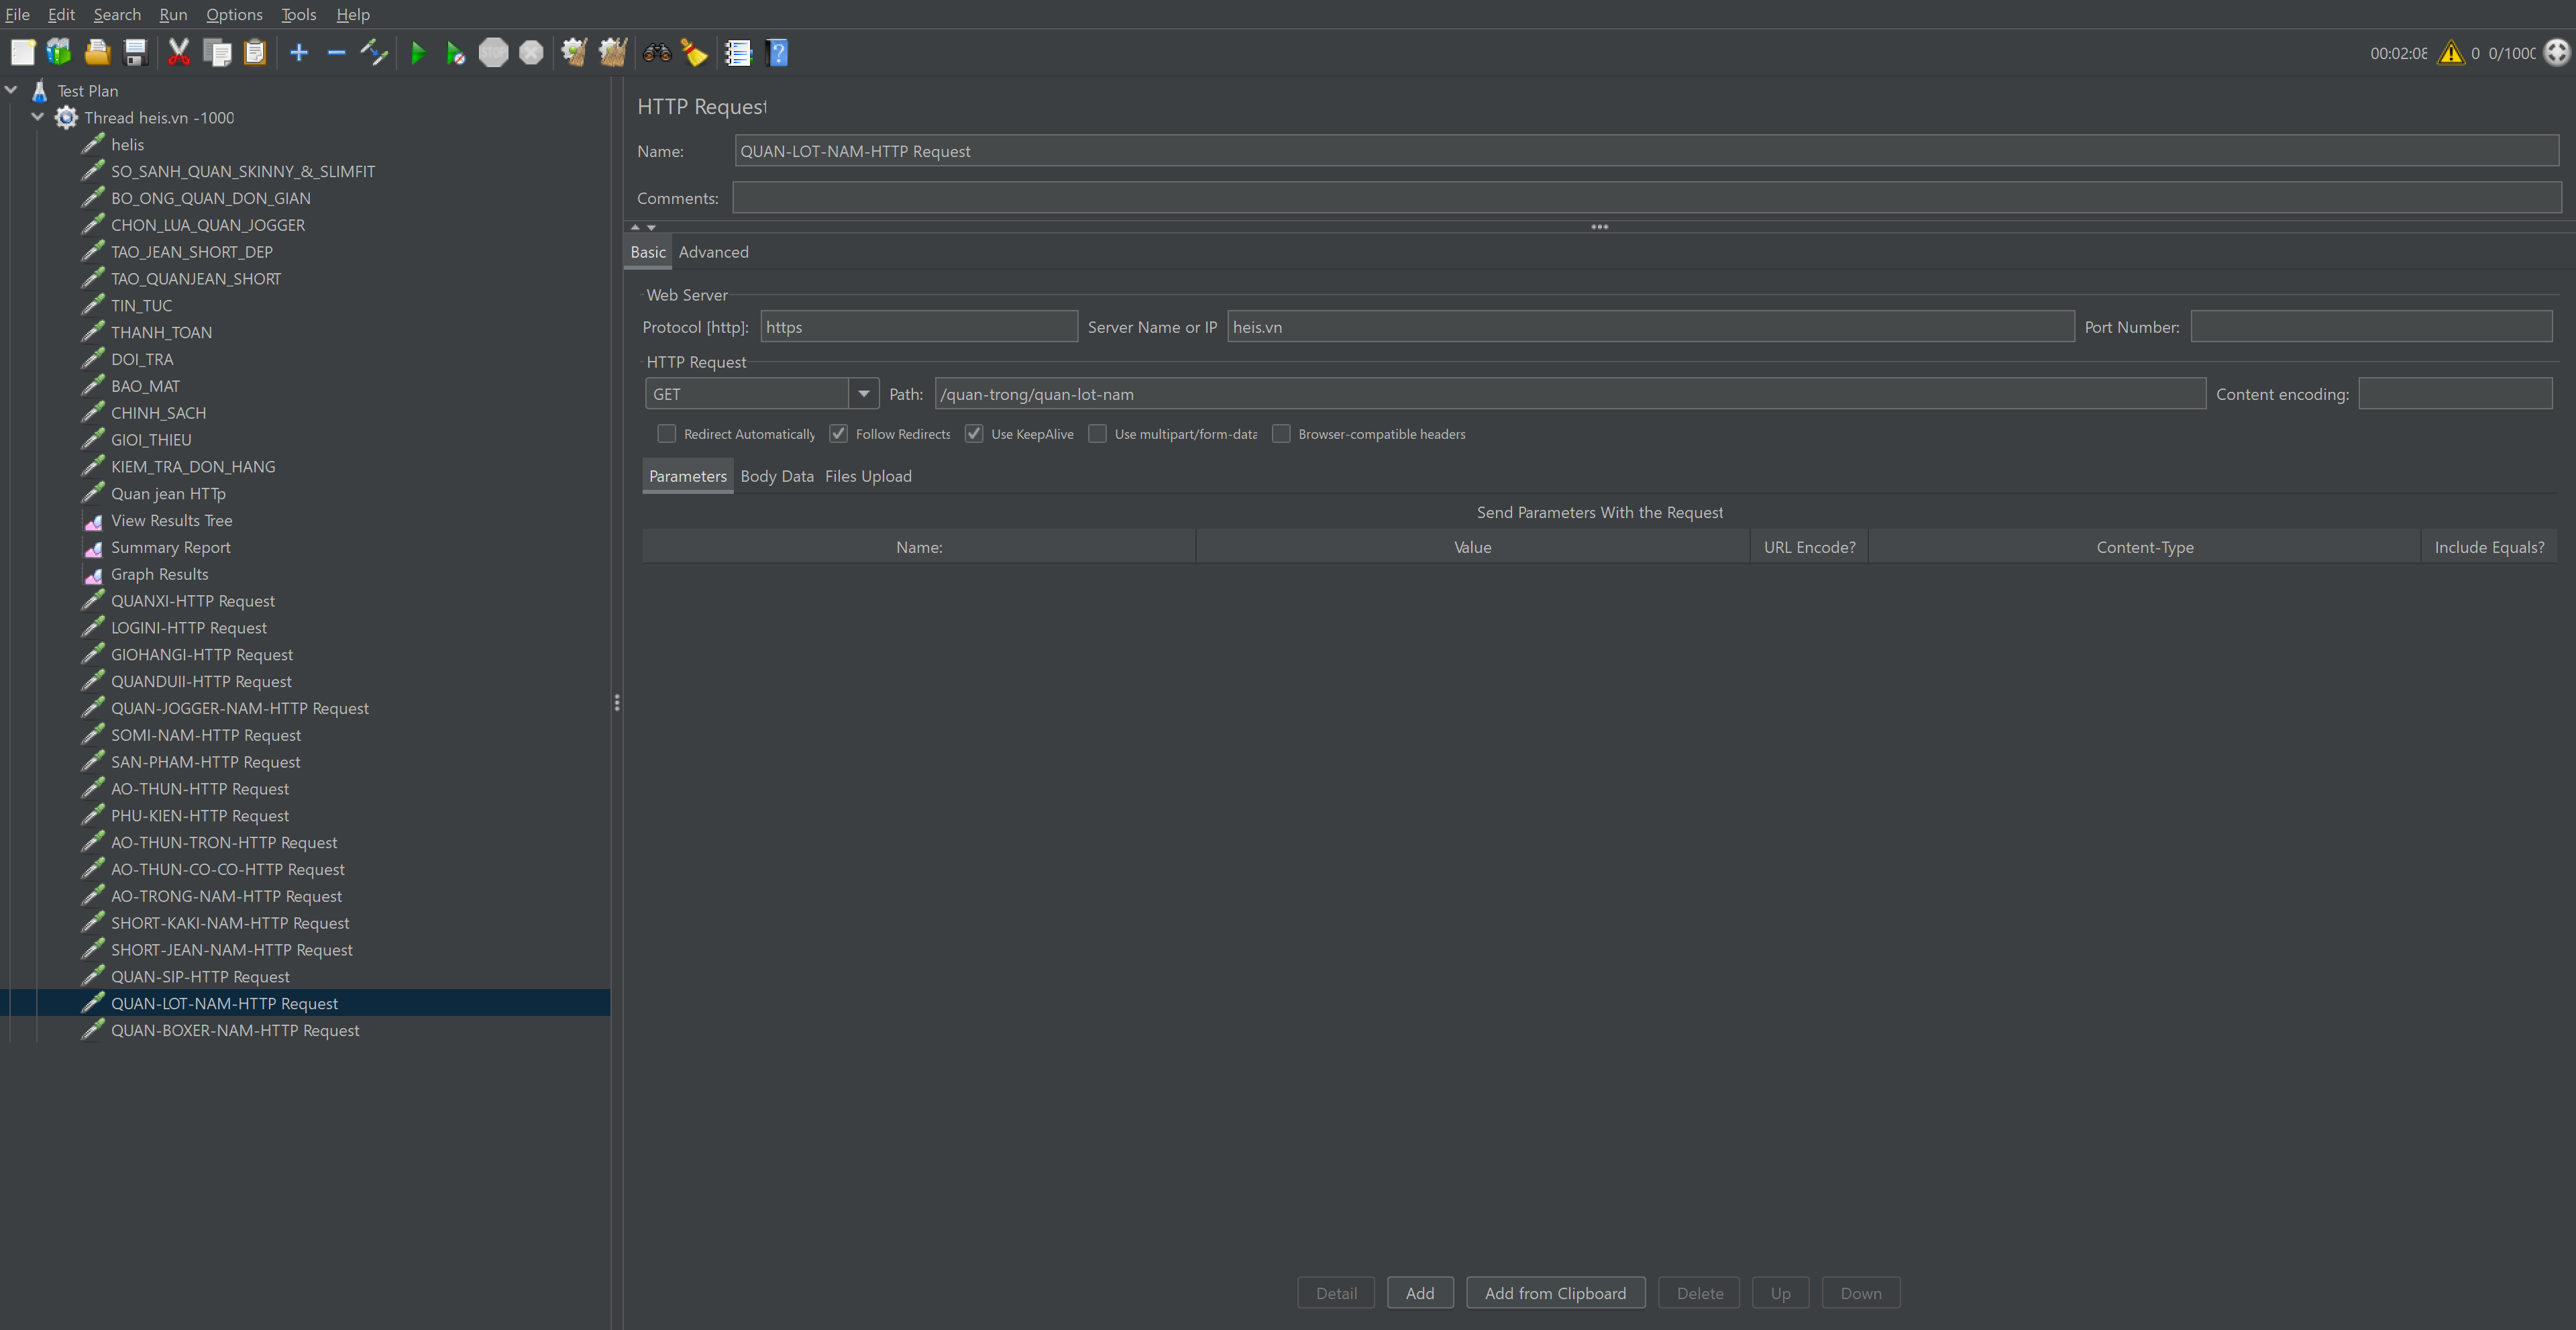 File Edit Search Run Options Tools Help
STOP
00:02:08 0 0/1000
Test Plan
Thread heis.vn -1000
helis
SO_SANH_QUAN_SKINNY_&_SLIMFIT
BO_ONG_QUAN_DON_GIAN
CHON_LUA_QUAN_JOGGER
TAO_JEAN_SHORT_DEP
TAO_QUANJEAN_SHORT
TIN_TUC
THANH_TOAN
DOI_TRA
BAO_MAT
CHINH_SACH
GIOI_THIEU
KIEM_TRA_DON_HANG
Quan jean HTTp
View Results Tree
Summary Report
Graph Results
QUANXI-HTTP Request
LOGINI-HTTP Request
GIOHANGI-HTTP Request
QUANDUII-HTTP Request
QUAN-JOGGER-NAM-HTTP Request
SOMI-NAM-HTTP Request
SAN-PHAM-HTTP Request
AO-THUN-HTTP Request
PHU-KIEN-HTTP Request
AO-THUN-TRON-HTTP Request
AO-THUN-CO-CO-HTTP Request
AO-TRONG-NAM-HTTP Request
SHORT-KAKI-NAM-HTTP Request
SHORT-JEAN-NAM-HTTP Request
QUAN-SIP-HTTP Request
QUAN-LOT-NAM-HTTP Request
QUAN-BOXER-NAM-HTTP Request
HTTP Request
Name: QUAN-LOT-NAM-HTTP Request
Comments:
Basic Advanced
Web Server
Protocol [http]: https Server Name or IP heis.vn Port Number:
HTTP Request
GET Path: /quan-trong/quan-lot-nam Content encoding:
Redirect Automatically Follow Redirects Use KeepAlive Use multipart/form-data Browser-compatible headers
Parameters Body Data Files Upload
Send Parameters With the Request
Name: Value URL Encode? Content-Type Include Equals?
Detail Add Add from Clipboard Delete Up Down